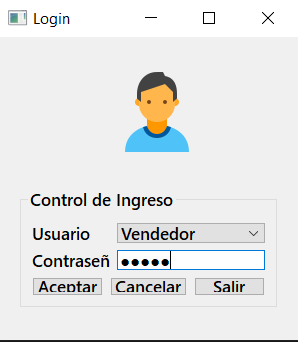 Login
Control de Ingreso
Usuario Vendedor
Contraseñ ●●●●●
Aceptar Cancelar Salir